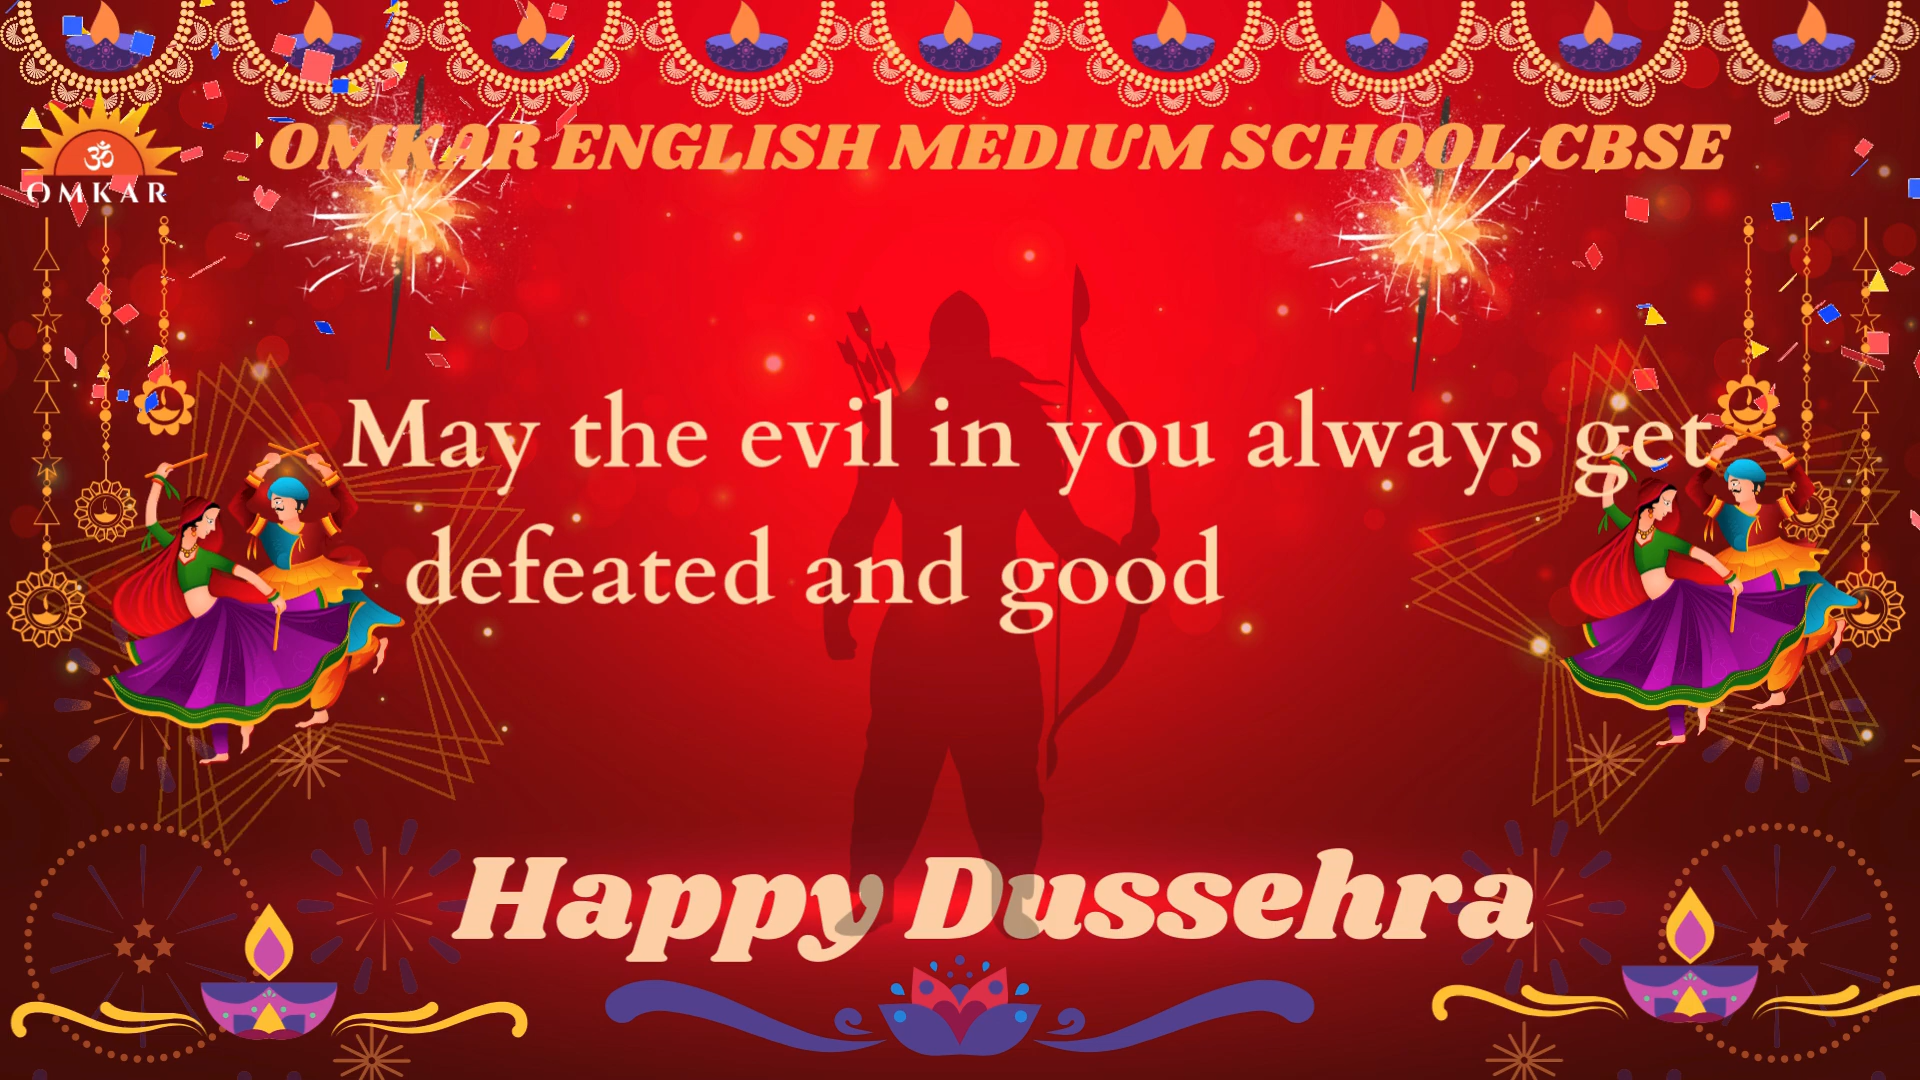 OMKAR ENGLISH MEDIUM SCHOOL,CBSE
ॐ
OMKAR
May the evil in you always get
defeated and good
Happy Dussehra